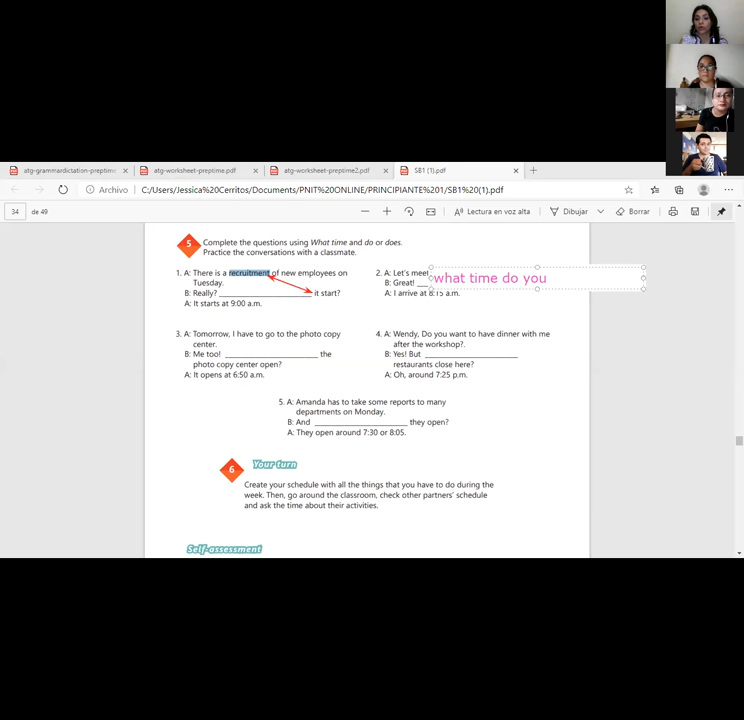 atg-grammardictation-preptime
atg-worksheet-preptime.pdf
atg-worksheet-preptime2.pdf
SB1 (1).pdf
Archivo
C:/Users/Jessica%20Cerritos/Documents/PNIT%20ONLINE/PRINCIPIANTE%201/SB1%20(1).pdf
34
de 49
Lectura en voz alta
Dibujar
Borrar
5
Complete the questions using What time and do or does.
Practice the conversations with a classmate.
1. A: There is a recruitment of new employees on
Tuesday.
B: Really? ____________________ it start?
A: It starts at 9:00 a.m.
2. A: Let's meet
what time do you
B: Great! __
A: I arrive at 8:15 a.m.
3. A: Tomorrow, I have to go to the photo copy
center.
B: Me too! ____________________ the
photo copy center open?
A: It opens at 6:50 a.m.
4. A: Wendy, Do you want to have dinner with me
after the workshop?.
B: Yes! But ____________________
restaurants close here?
A: Oh, around 7:25 p.m.
5. A: Amanda has to take some reports to many
departments on Monday.
B: And ____________________ they open?
A: They open around 7:30 or 8:05.
6
Your turn
Create your schedule with all the things that you have to do during the
week. Then, go around the classroom, check other partners' schedule
and ask the time about their activities.
Self-assessment